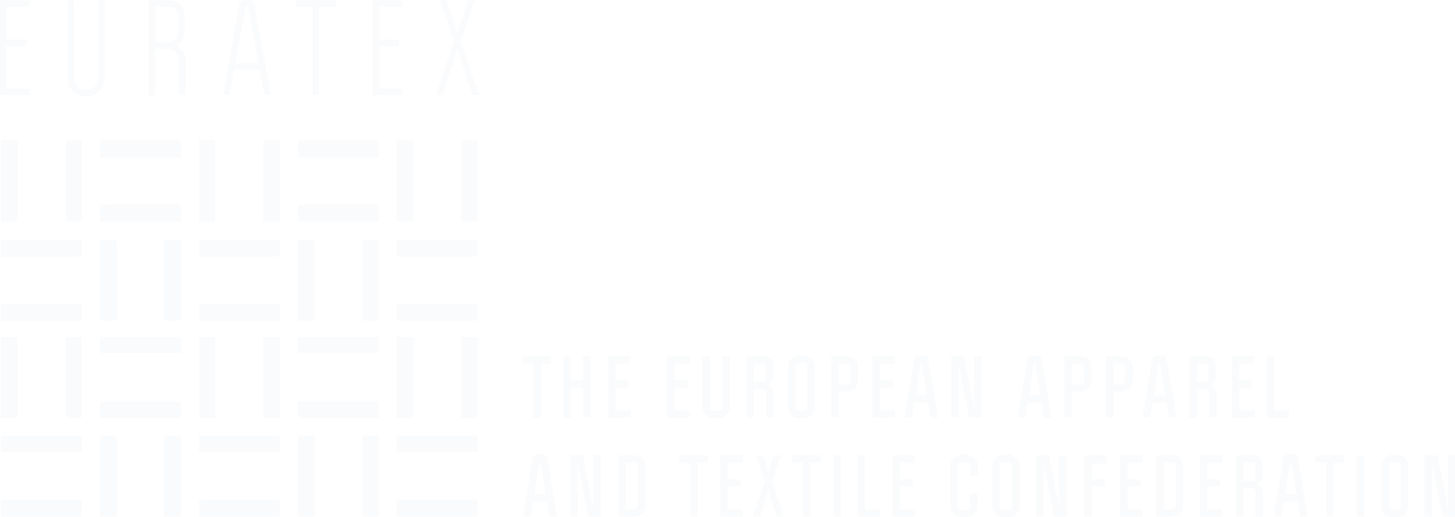 EURATEX
THE EUROPEAN APPAREL
AND TEXTILE CONFEDERATION